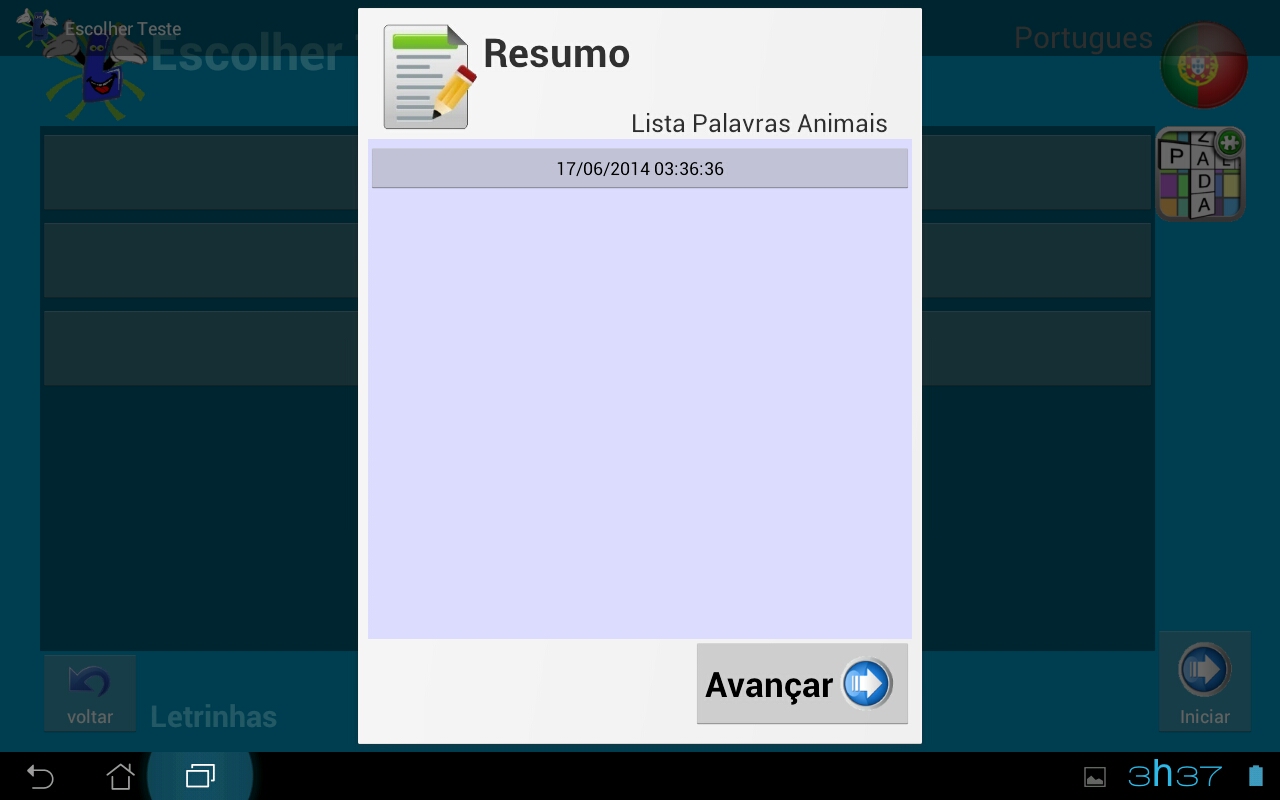 Escolher Teste
Escolher
Portugues
Resumo
Lista Palavras Animais
17/06/2014 03:36:36
P
Z
A
L
D
A
Avançar
voltar
Letrinhas
Iniciar
3h37